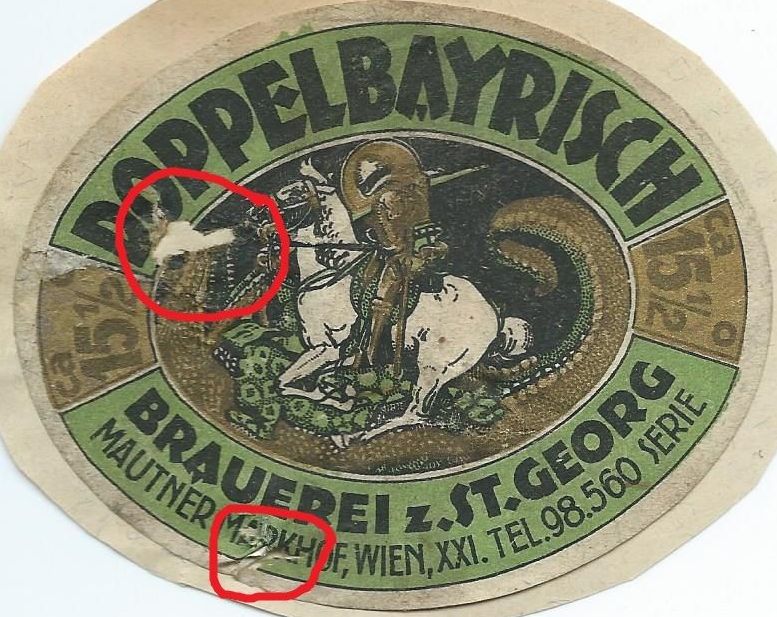 DOPPELBAYRISCH
ca 15½
ca 15½ º
BRAUEREI z. ST. GEORG
MAUTNER MARKHOF, WIEN, XXI. TEL. 98.560 SERIE